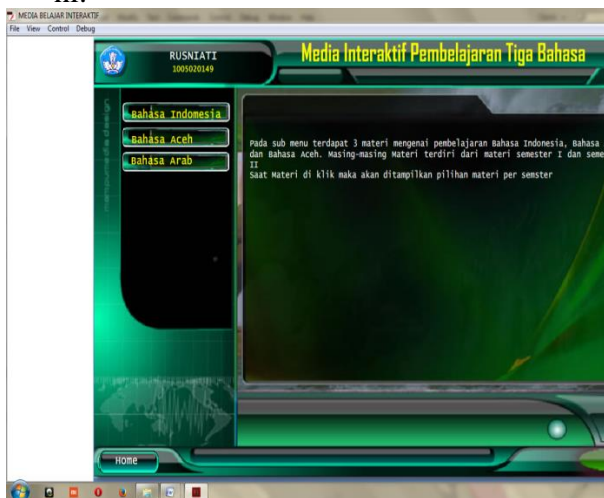 MEDIA BELAJAR INTERAKTIF
File View Control Debug
RUSNIATI
1005020149
Media Interaktif Pembelajaran Tiga Bahasa
Bahasa Indomesia
Bahasa Aceh
Bahasa Arab
Pada sub menu terdapat 3 materi mengenai pembelajaran Bahasa Indonesia, Bahasa
dan Bahasa Aceh. Masing-masing Materi terdiri dari materi semester I dan seme
II
Saat Materi di klik maka akan ditampilkan pilihan materi per semster
Home